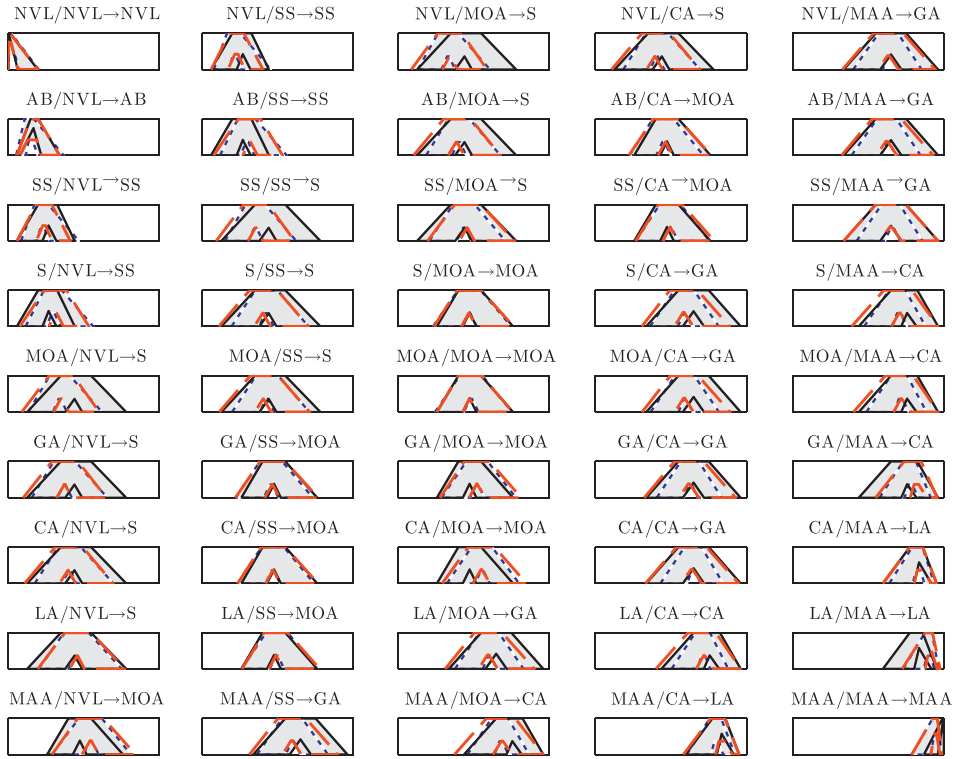 NVL/NVL→NVL NVL/SS→SS NVL/MOA→S NVL/CA→S NVL/MAA→GA
AB/NVL→AB AB/SS→SS AB/MOA→S AB/CA→MOA AB/MAA→GA
SS/NVL→SS SS/SS→S SS/MOA→S SS/CA→MOA SS/MAA→GA
S/NVL→SS S/SS→S S/MOA→MOA S/CA→GA S/MAA→CA
MOA/NVL→S MOA/SS→S MOA/MOA→MOA MOA/CA→GA MOA/MAA→CA
GA/NVL→S GA/SS→MOA GA/MOA→MOA GA/CA→GA GA/MAA→CA
CA/NVL→S CA/SS→MOA CA/MOA→MOA CA/CA→GA CA/MAA→LA
LA/NVL→S LA/SS→MOA LA/MOA→GA LA/CA→CA LA/MAA→LA
MAA/NVL→MOA MAA/SS→GA MAA/MOA→CA MAA/CA→LA MAA/MAA→MAA